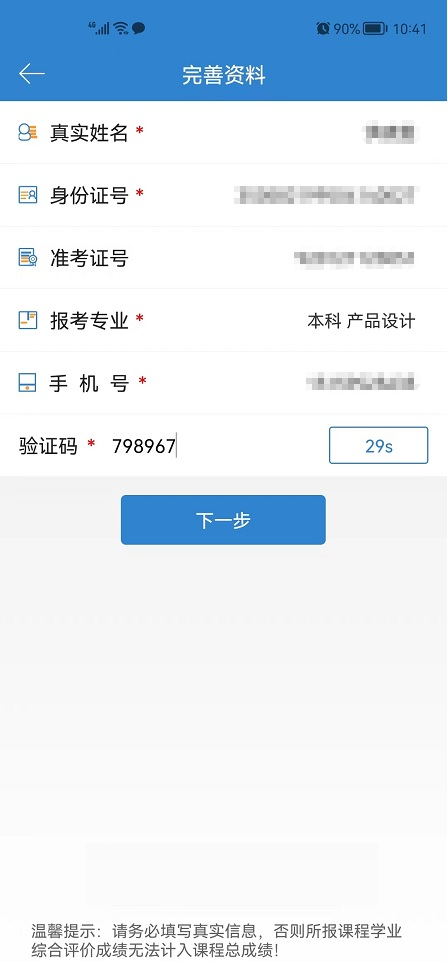 4G 90% 10:41
完善资料
真实姓名 *
身份证号 *
准考证号
报考专业 * 本科 产品设计
手 机 号 *
验证码 * 798967 29s
下一步
温馨提示：请务必填写真实信息，否则所报课程学业
综合评价成绩无法计入课程总成绩！